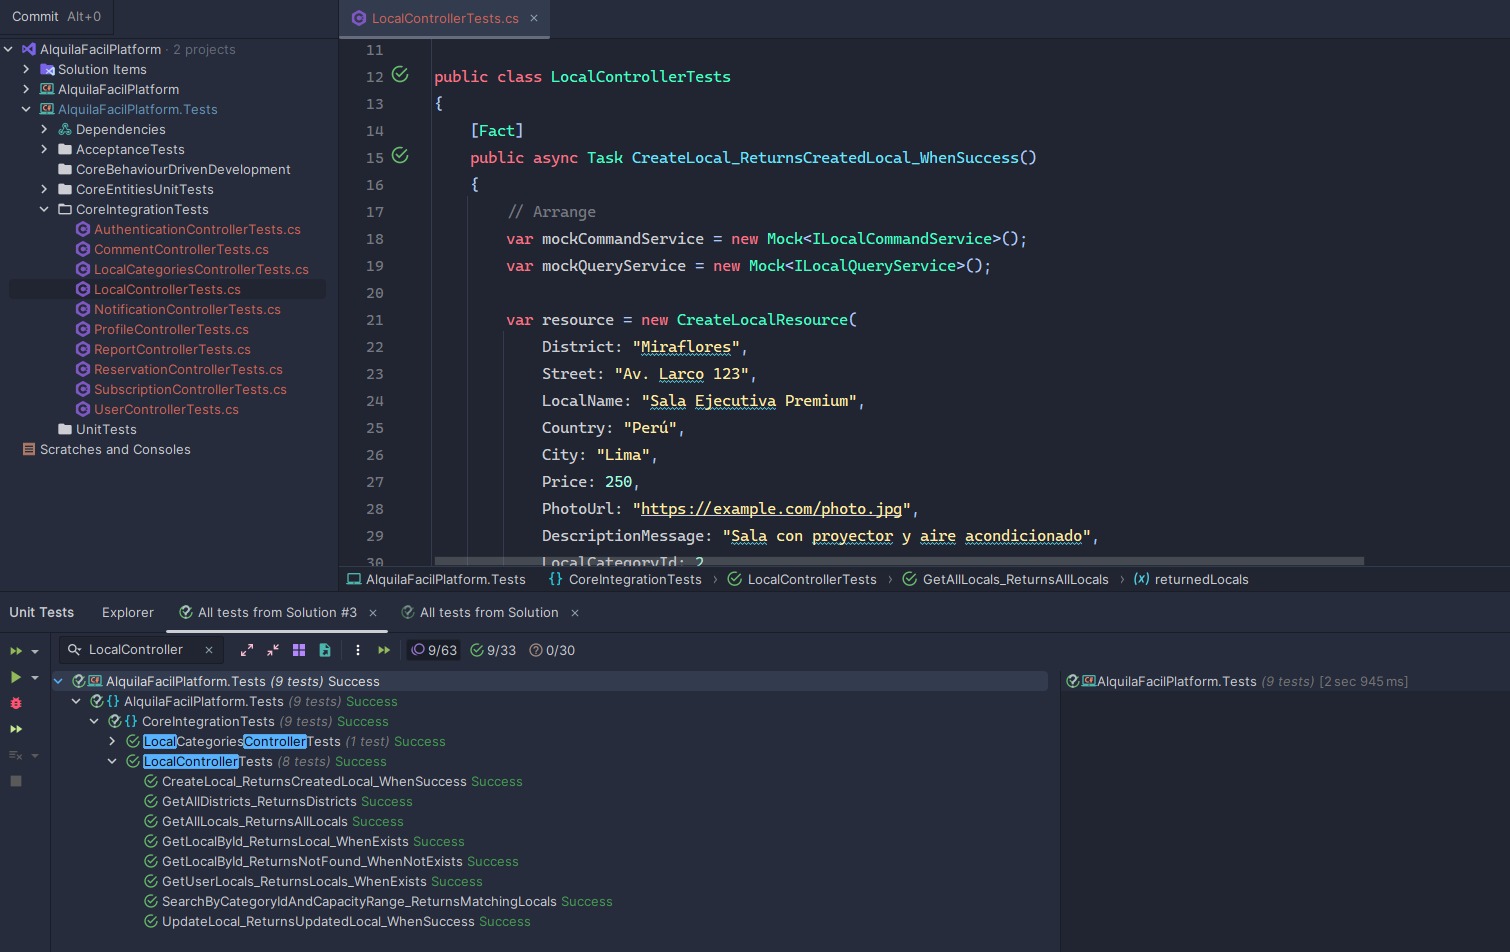 Commit Alt+0
LocalControllerTests.cs ×
AlquilaFacilPlatform · 2 projects
Solution Items
AlquilaFacilPlatform
AlquilaFacilPlatform.Tests
Dependencies
AcceptanceTests
CoreBehaviourDrivenDevelopment
CoreEntitiesUnitTests
CoreIntegrationTests
AuthenticationControllerTests.cs
CommentControllerTests.cs
LocalCategoriesControllerTests.cs
LocalControllerTests.cs
NotificationControllerTests.cs
ProfileControllerTests.cs
ReportControllerTests.cs
ReservationControllerTests.cs
SubscriptionControllerTests.cs
UserControllerTests.cs
UnitTests
Scratches and Consoles
11
12 public class LocalControllerTests
13 {
14 [Fact]
15 public async Task CreateLocal_ReturnsCreatedLocal_WhenSuccess()
16 {
17 // Arrange
18 var mockCommandService = new Mock<ILocalCommandService>();
19 var mockQueryService = new Mock<ILocalQueryService>();
20
21 var resource = new CreateLocalResource(
22 District: "Miraflores",
23 Street: "Av. Larco 123",
24 LocalName: "Sala Ejecutiva Premium",
25 Country: "Perú",
26 City: "Lima",
27 Price: 250,
28 PhotoUrl: "https://example.com/photo.jpg",
29 DescriptionMessage: "Sala con proyector y aire acondicionado",
30 LocalCategoryId: 2
AlquilaFacilPlatform.Tests {} CoreIntegrationTests › LocalControllerTests › GetAllLocals_ReturnsAllLocals › (x) returnedLocals
Unit Tests Explorer All tests from Solution #3 × All tests from Solution ×
LocalController × 9/63 9/33 0/30
AlquilaFacilPlatform.Tests (9 tests) Success
{} AlquilaFacilPlatform.Tests (9 tests) Success
{} CoreIntegrationTests (9 tests) Success
LocalCategoriesControllerTests (1 test) Success
LocalControllerTests (8 tests) Success
CreateLocal_ReturnsCreatedLocal_WhenSuccess Success
GetAllDistricts_ReturnsDistricts Success
GetAllLocals_ReturnsAllLocals Success
GetLocalById_ReturnsLocal_WhenExists Success
GetLocalById_ReturnsNotFound_WhenNotExists Success
GetUserLocals_ReturnsLocals_WhenExists Success
SearchByCategoryIdAndCapacityRange_ReturnsMatchingLocals Success
UpdateLocal_ReturnsUpdatedLocal_WhenSuccess Success
AlquilaFacilPlatform.Tests (9 tests) [2 sec 945 ms]